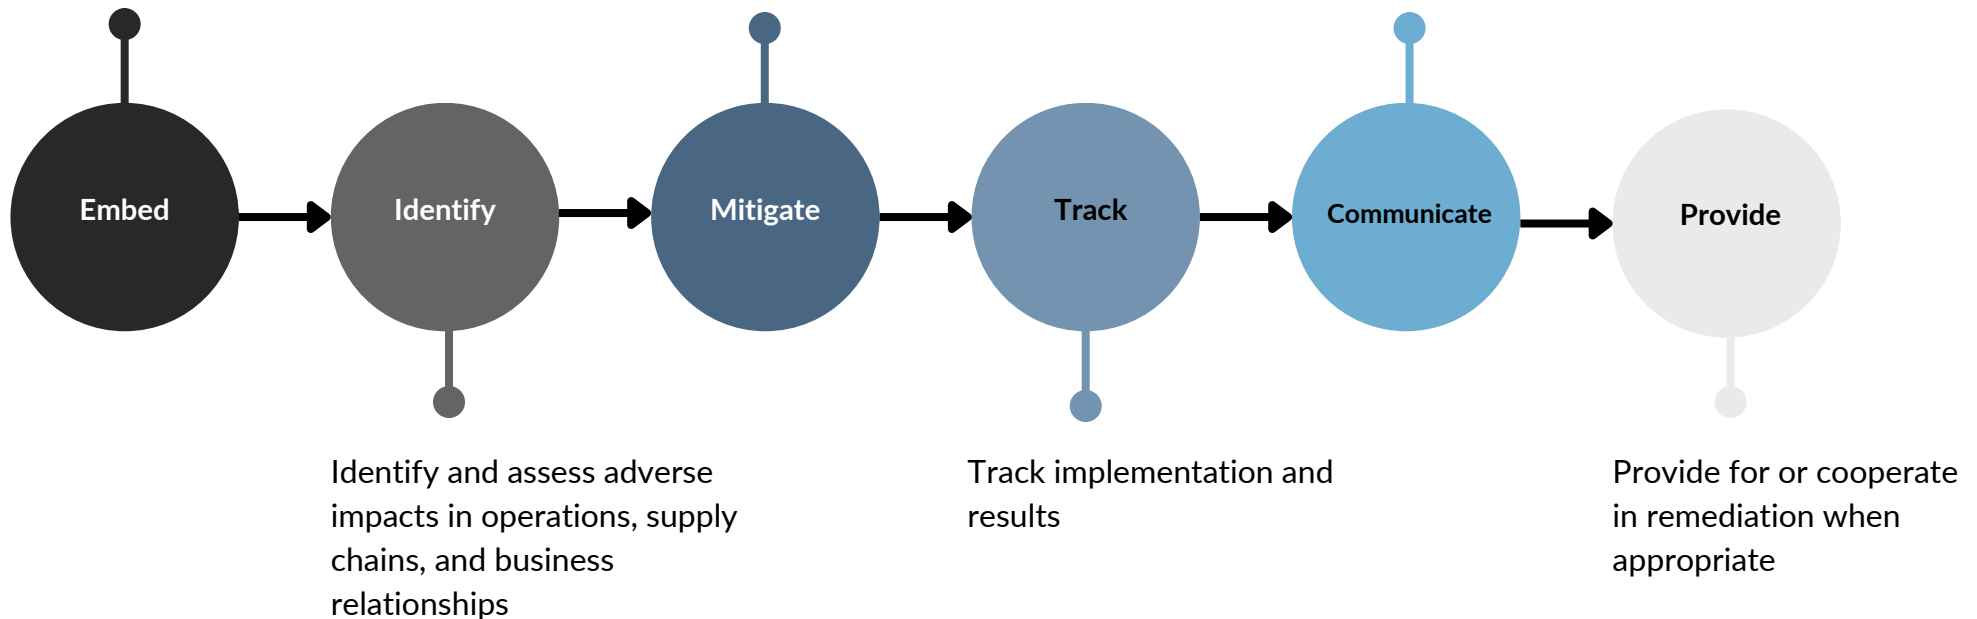 Embed
Identify
Mitigate
Track
Communicate
Provide
Identify and assess adverse
impacts in operations, supply
chains, and business
relationships
Track implementation and
results
Provide for or cooperate
in remediation when
appropriate